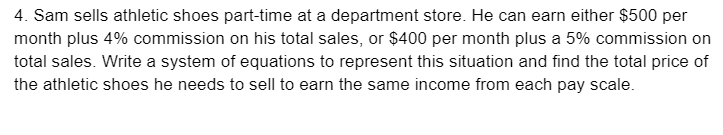 4. Sam sells athletic shoes part-time at a department store. He can earn either $500 per
month plus 4% commission on his total sales, or $400 per month plus a 5% commission on
total sales. Write a system of equations to represent this situation and find the total price of
the athletic shoes he needs to sell to earn the same income from each pay scale.